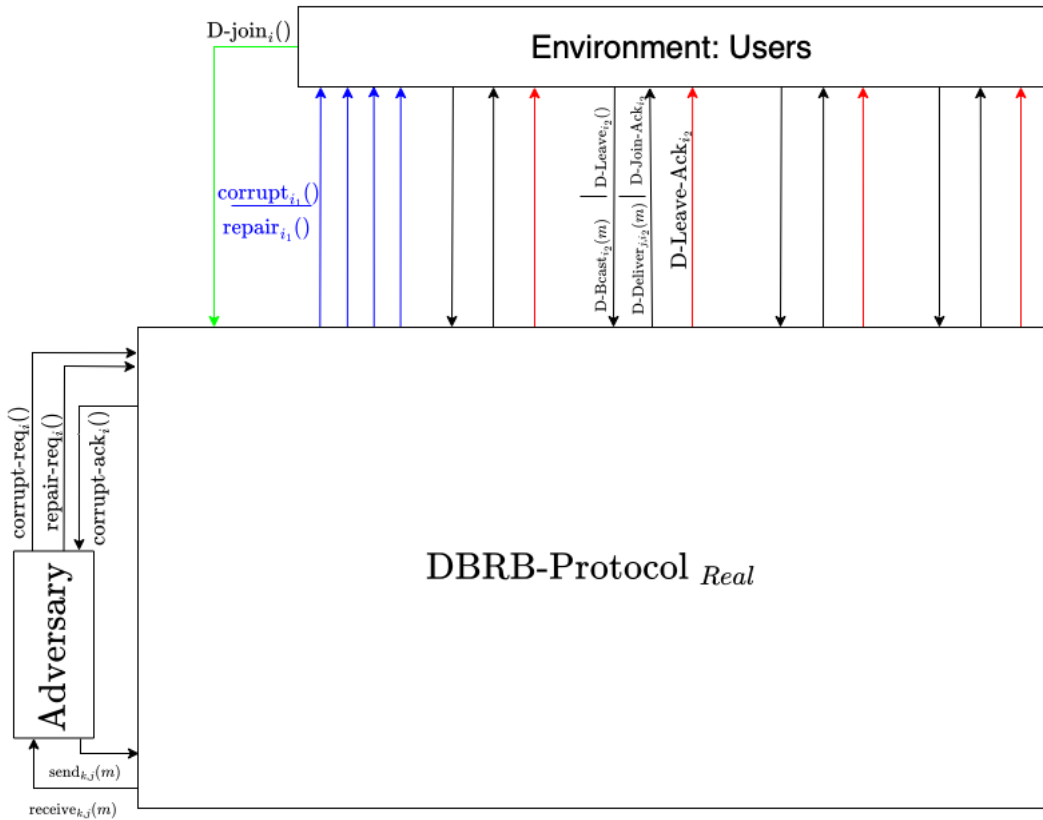 D-join_i()
Environment: Users
corrupt_{i_1}()
repair_{i_1}()
D-Bcast_{i_2}(m) | D-Leave_{i_2}()
D-Deliver_{j,i_2}(m) | D-Join-Ack_{i_2}
D-Leave-Ack_{i_2}
corrupt-req_i()
repair-req_i()
corrupt-ack_i()
DBRB-Protocol _{Real}
Adversary
send_{k,j}(m)
receive_{k,j}(m)